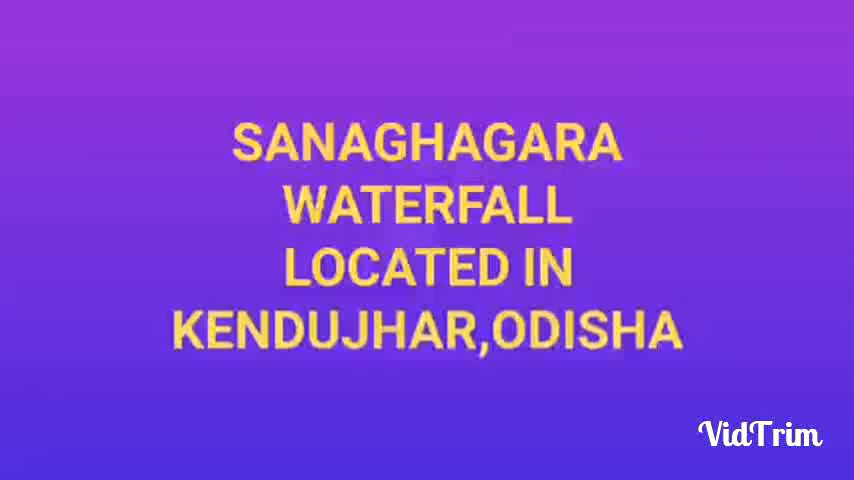 SANAGHAGARA
WATERFALL
LOCATED IN
KENDUJHAR,ODISHA
VidTrim